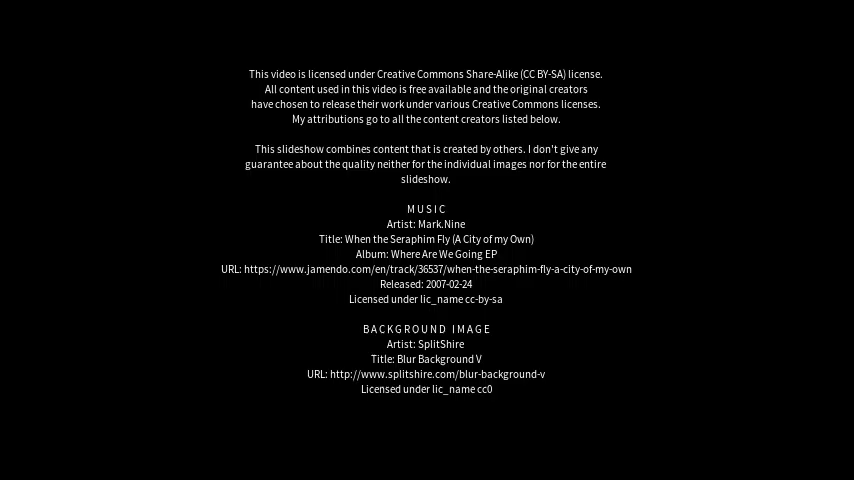 This video is licensed under Creative Commons Share-Alike (CC BY-SA) license.
All content used in this video is free available and the original creators
have chosen to release their work under various Creative Commons licenses.
My attributions go to all the content creators listed below.
This slideshow combines content that is created by others. I don't give any
guarantee about the quality neither for the individual images nor for the entire
slideshow.
MUSIC
Artist: Mark.Nine
Title: When the Seraphim Fly (A City of my Own)
Album: Where Are We Going EP
URL: https://www.jamendo.com/en/track/36537/when-the-seraphim-fly-a-city-of-my-own
Released: 2007-02-24
Licensed under lic_name cc-by-sa
BACKGROUND IMAGE
Artist: SplitShire
Title: Blur Background V
URL: http://www.splitshire.com/blur-background-v
Licensed under lic_name cc0